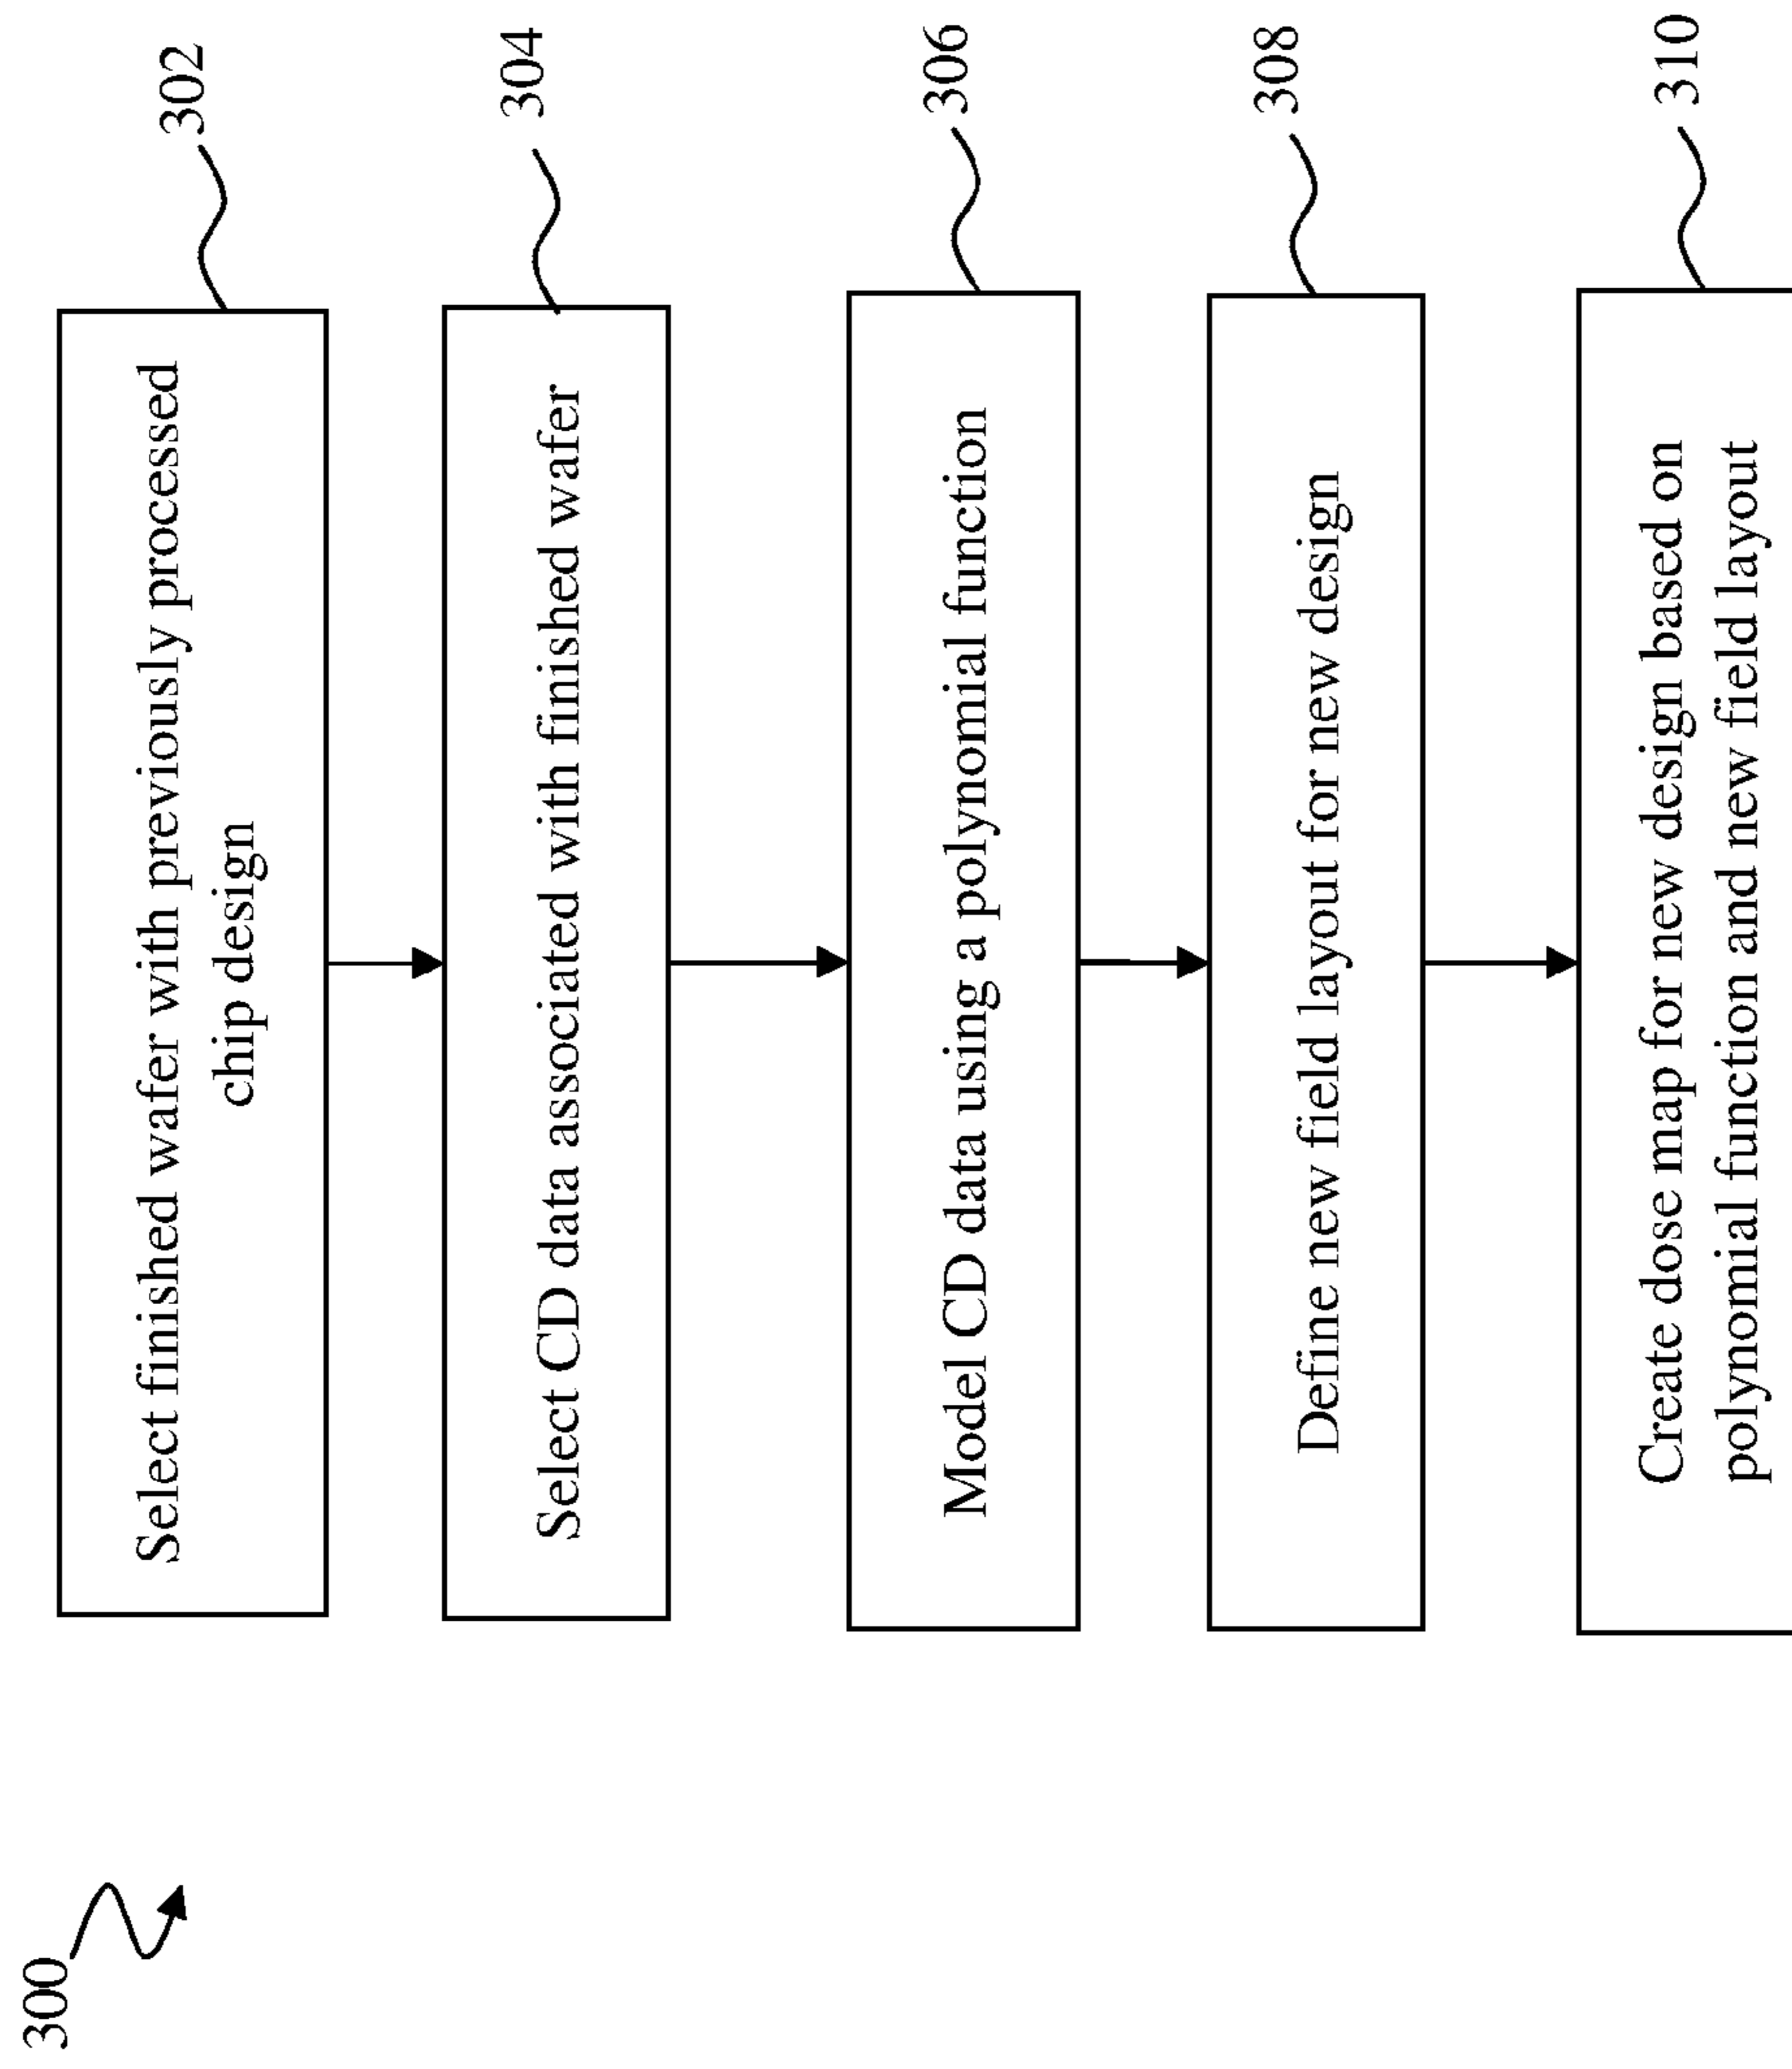 300
Select finished wafer with previously processed
chip design
302
Select CD data associated with finished wafer
304
Model CD data using a polynomial function
306
Define new field layout for new design
308
Create dose map for new design based on
polynomial function and new field layout
310